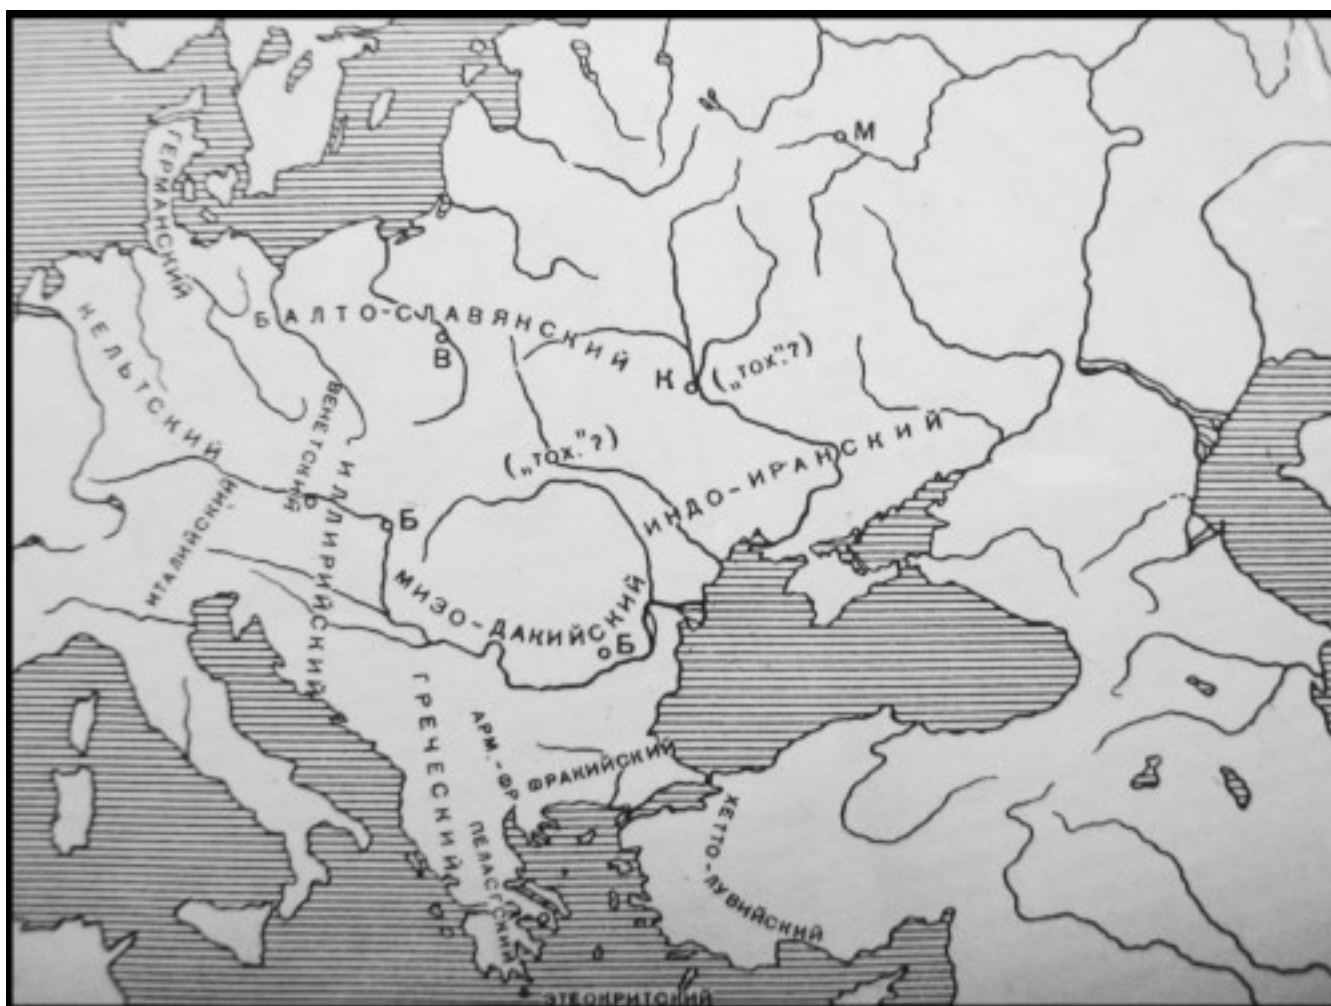 М
ГЕРМАНСКИЙ
КЕЛЬТСКИЙ
БАЛТО-СЛАВЯНСКИЙ
В
К
(„тох."?)
ВЕНЕТСКИЙ
(„тох."?)
ИНДО-ИРАНСКИЙ
ИТАЛИЙСКИЙ
ИЛЛИРИЙСКИЙ
Б
МИЗО-ДАКИЙСКИЙ
Б
ГРЕЧЕСКИЙ
АРМ.-ФР
ФРАКИЙСКИЙ
ПЕЛАСГСКИЙ
ХЕТТО-ЛУВИЙСКИЙ
ЭТЕОКРИТСКИЙ